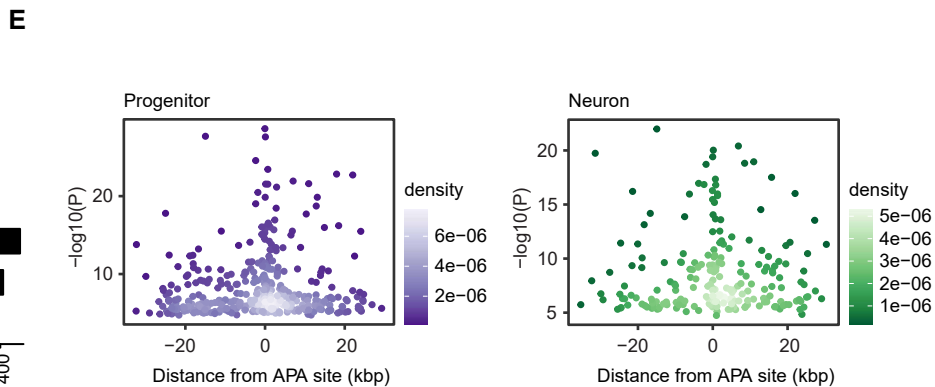 E
Progenitor
−log10(P)
20
10
−20 0 20
Distance from APA site (kbp)
density
6e−06
4e−06
2e−06
Neuron
−log10(P)
20
15
10
5
−20 0 20
Distance from APA site (kbp)
density
5e−06
4e−06
3e−06
2e−06
1e−06
400